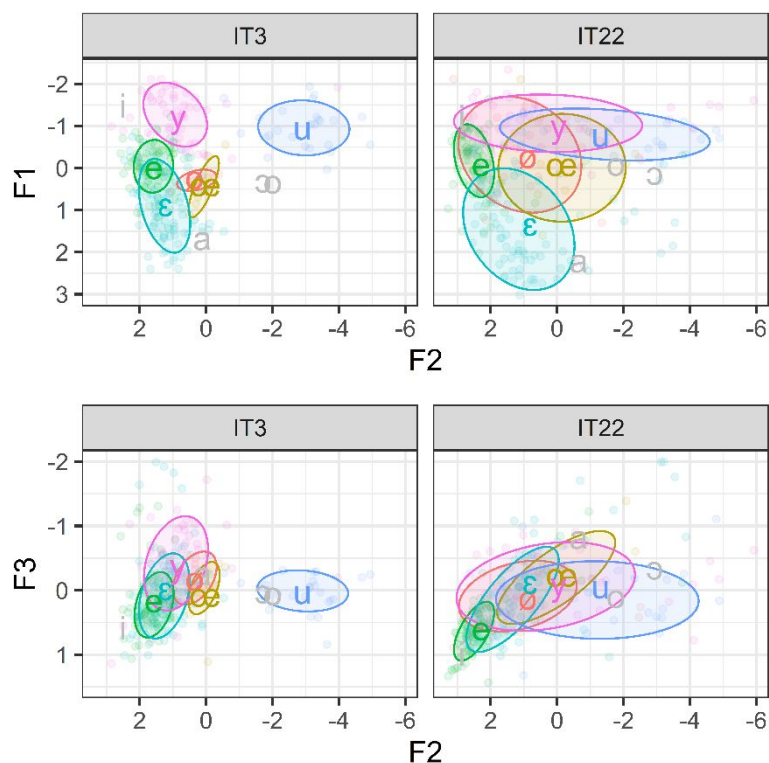 IT3 IT22
-2
i y i y
-1
u u
e e ø œ o ɔ
0
F1
ø œ ɔ o
ɛ ɛ
1
a a
2
3
2 0 -2 -4 -6 2 0 -2 -4 -6
F2
IT3 IT22
-2
-1
a
y ø œ ɔ
F3
0
ɛ e œ ɔ o u ɛ ø y u o
i e i
1
2 0 -2 -4 -6 2 0 -2 -4 -6
F2